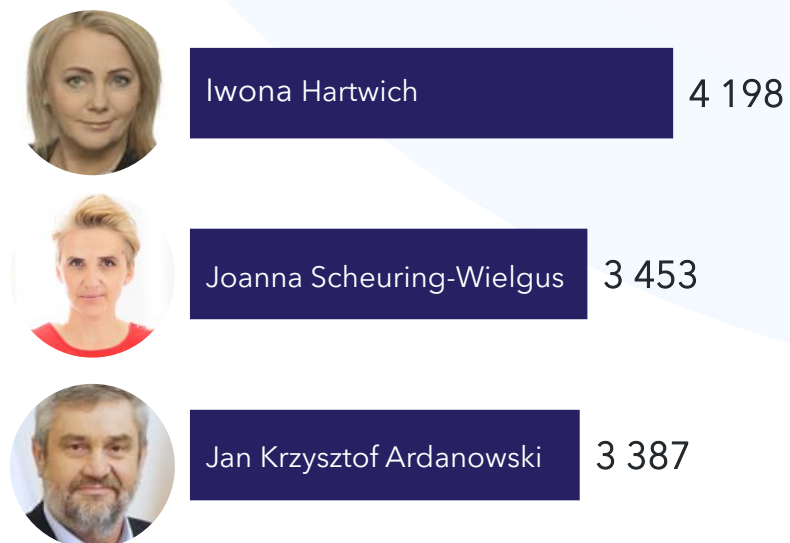 Iwona Hartwich
4 198
Joanna Scheuring-Wielgus
3 453
Jan Krzysztof Ardanowski
3 387